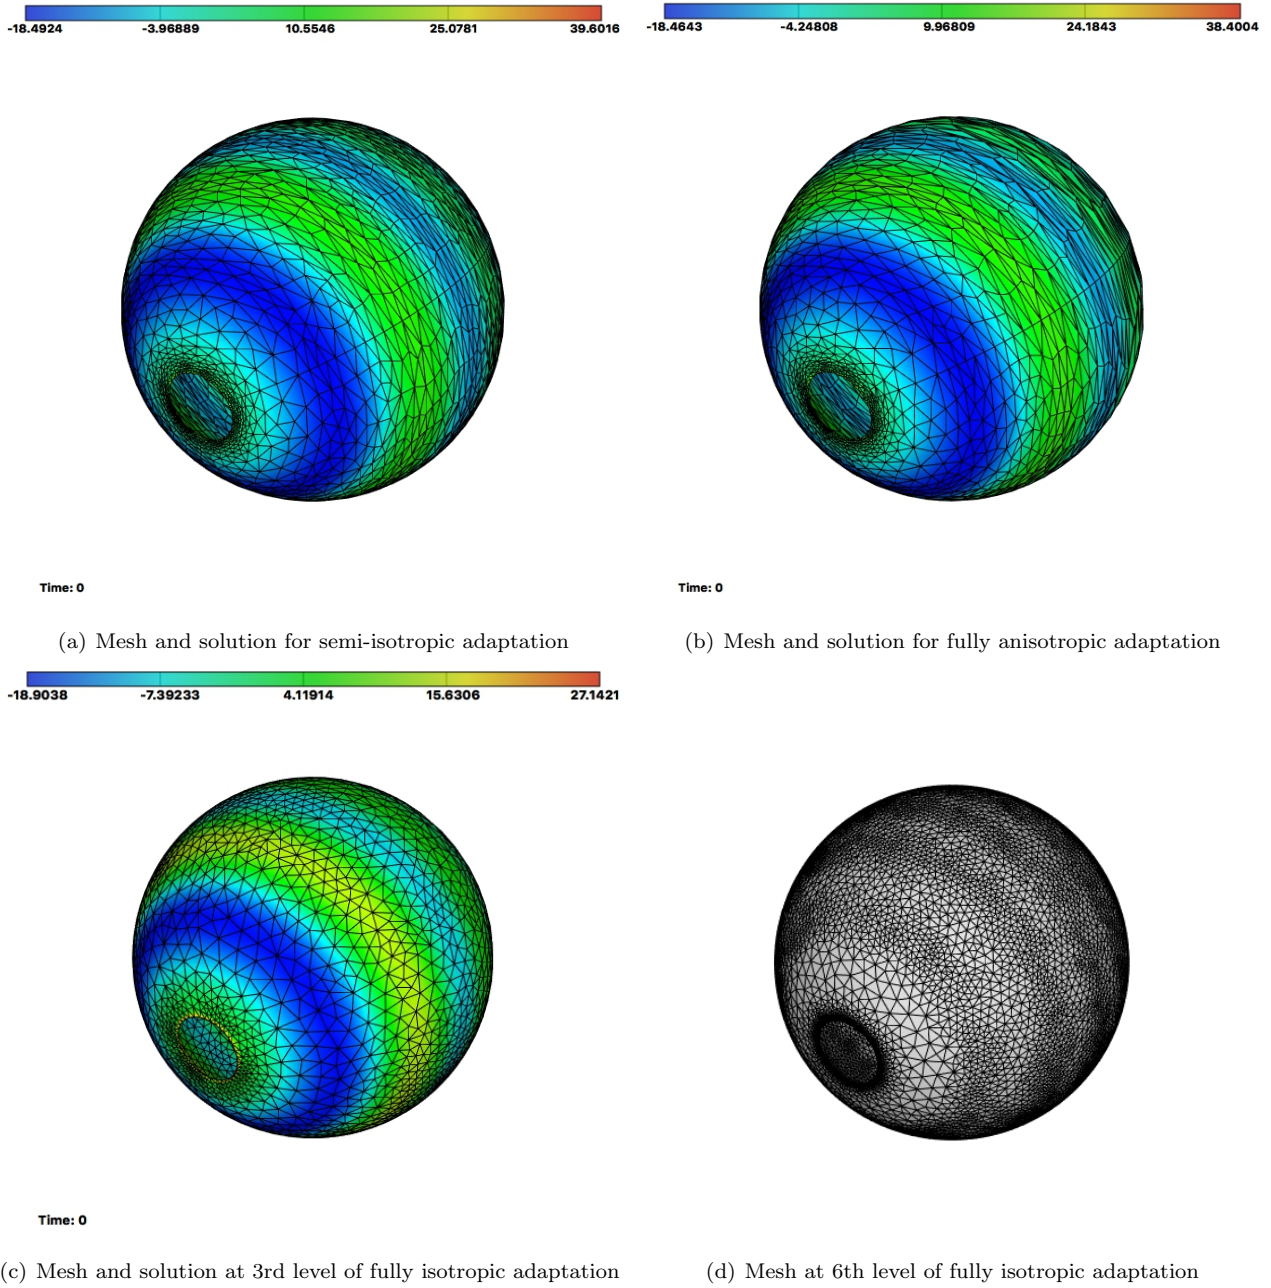 -18.4924 -3.96889 10.5546 25.0781 39.6016
-18.4643 -4.24808 9.96809 24.1843 38.4004
Time: 0
Time: 0
(a) Mesh and solution for semi-isotropic adaptation
(b) Mesh and solution for fully anisotropic adaptation
-18.9038 -7.39233 4.11914 15.6306 27.1421
Time: 0
(c) Mesh and solution at 3rd level of fully isotropic adaptation
(d) Mesh at 6th level of fully isotropic adaptation